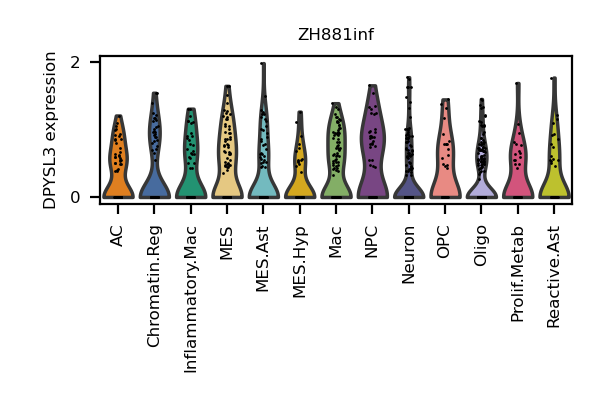 ZH881inf
DPYSL3 expression
2
0
AC
Chromatin.Reg
Inflammatory.Mac
MES
MES.Ast
MES.Hyp
Mac
NPC
Neuron
OPC
Oligo
Prolif.Metab
Reactive.Ast